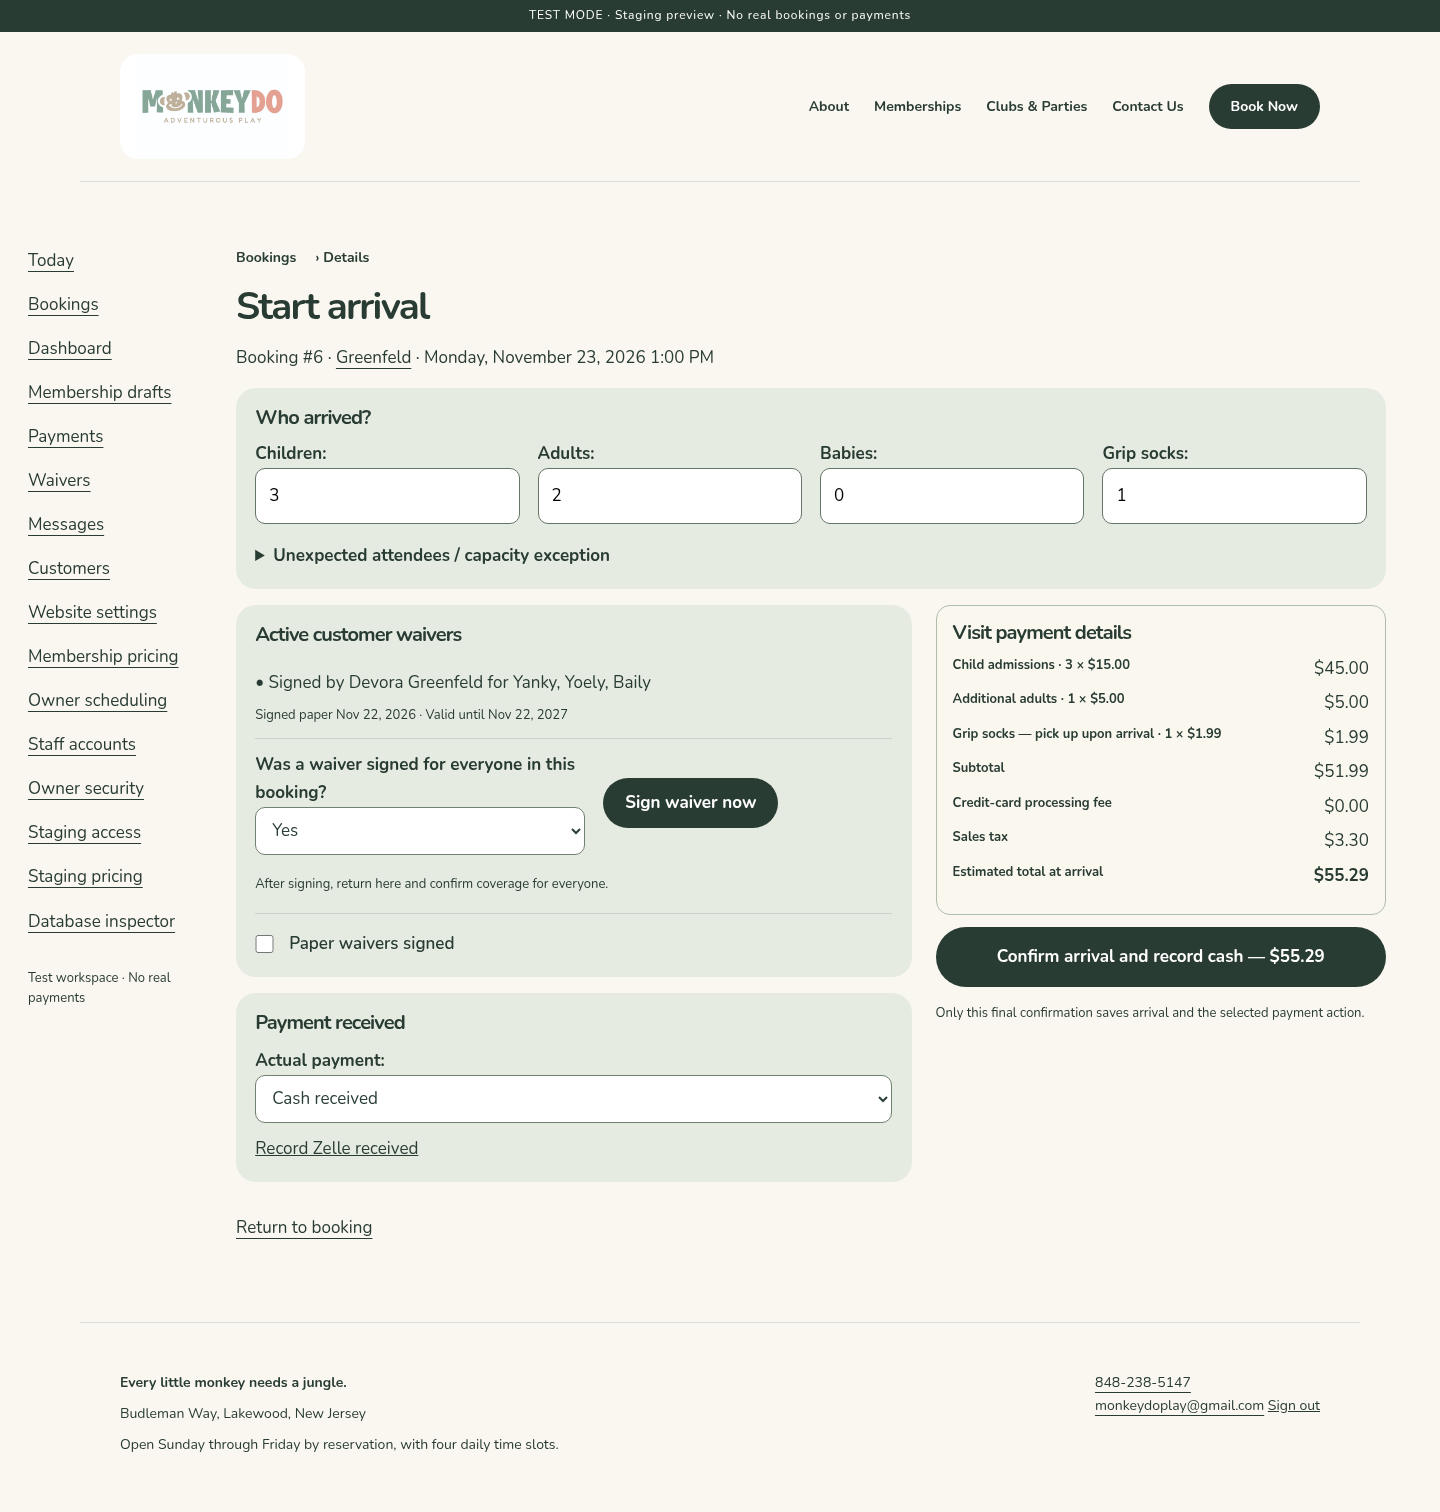 TEST MODE · Staging preview · No real bookings or payments
MONKEYDO
ADVENTUROUS PLAY
About Memberships Clubs & Parties Contact Us Book Now
Today
Bookings
Dashboard
Membership drafts
Payments
Waivers
Messages
Customers
Website settings
Membership pricing
Owner scheduling
Staff accounts
Owner security
Staging access
Staging pricing
Database inspector
Test workspace · No real
payments
Bookings › Details
Start arrival
Booking #6 · Greenfeld · Monday, November 23, 2026 1:00 PM
Who arrived?
Children: Adults: Babies: Grip socks:
3 2 0 1
▶ Unexpected attendees / capacity exception
Active customer waivers
• Signed by Devora Greenfeld for Yanky, Yoely, Baily
Signed paper Nov 22, 2026 · Valid until Nov 22, 2027
Was a waiver signed for everyone in this
booking?
Yes
Sign waiver now
After signing, return here and confirm coverage for everyone.
Paper waivers signed
Payment received
Actual payment:
Cash received
Record Zelle received
Visit payment details
Child admissions · 3 × $15.00 $45.00
Additional adults · 1 × $5.00 $5.00
Grip socks — pick up upon arrival · 1 × $1.99 $1.99
Subtotal $51.99
Credit-card processing fee $0.00
Sales tax $3.30
Estimated total at arrival $55.29
Confirm arrival and record cash — $55.29
Only this final confirmation saves arrival and the selected payment action.
Return to booking
Every little monkey needs a jungle.
Budleman Way, Lakewood, New Jersey
Open Sunday through Friday by reservation, with four daily time slots.
848-238-5147
monkeydoplay@gmail.com Sign out